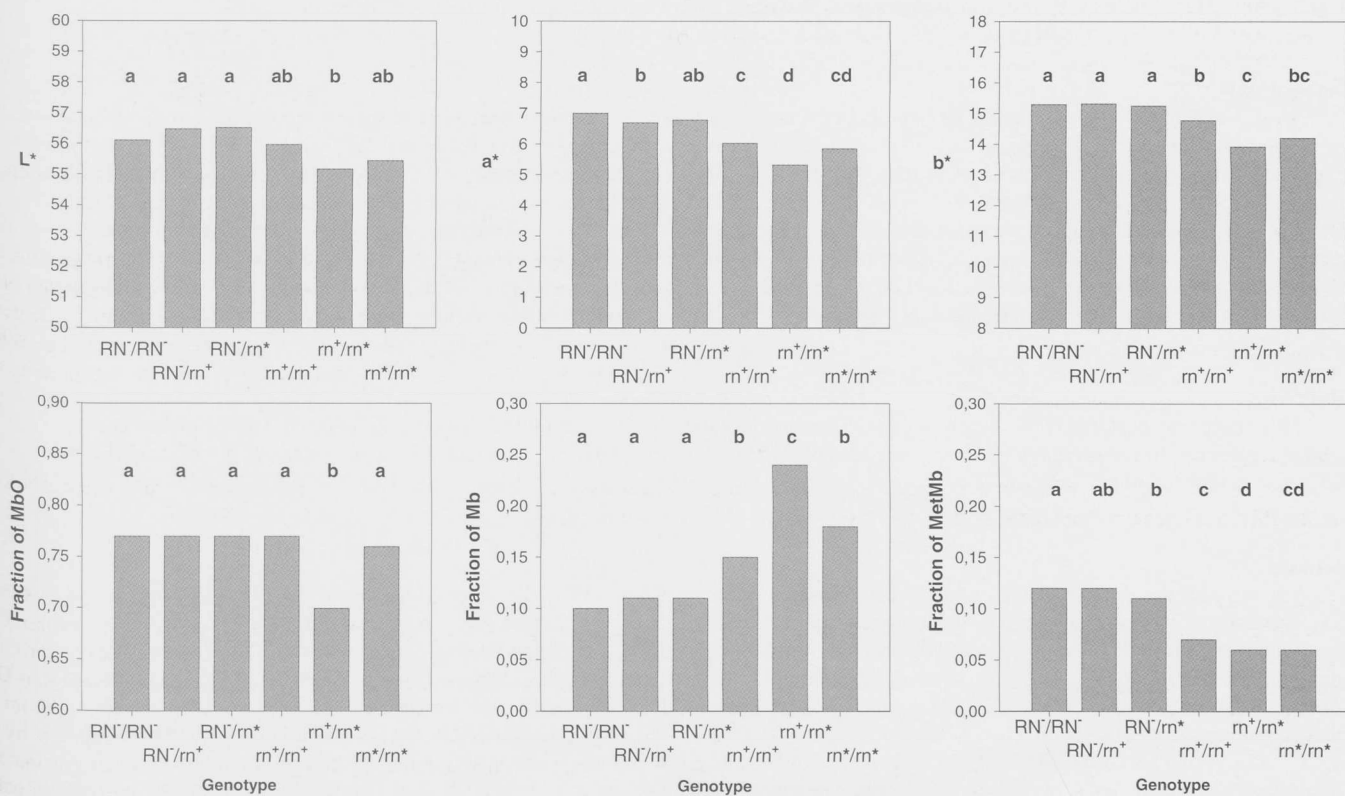 60
59
58
57
56
55
54
53
52
51
50
L*
a a a ab b ab
RN⁻/RN⁻ RN⁻/rn* rn⁺/rn*
RN⁻/rn⁺ rn⁺/rn⁺ rn*/rn*
10
9
8
7
6
5
4
3
2
1
0
a*
a b ab c d cd
RN⁻/RN⁻ RN⁻/rn* rn⁺/rn*
RN⁻/rn⁺ rn⁺/rn⁺ rn*/rn*
18
17
16
15
14
13
12
11
10
9
8
b*
a a a b c bc
RN⁻/RN⁻ RN⁻/rn* rn⁺/rn*
RN⁻/rn⁺ rn⁺/rn⁺ rn*/rn*
0,90
0,85
0,80
0,75
0,70
0,65
0,60
Fraction of MbO
a a a a b a
RN⁻/RN⁻ RN⁻/rn* rn⁺/rn*
RN⁻/rn⁺ rn⁺/rn⁺ rn*/rn*
Genotype
0,30
0,25
0,20
0,15
0,10
0,05
0,00
Fraction of Mb
a a a b c b
RN⁻/RN⁻ RN⁻/rn* rn⁺/rn*
RN⁻/rn⁺ rn⁺/rn⁺ rn*/rn*
Genotype
0,30
0,25
0,20
0,15
0,10
0,05
0,00
Fraction of MetMb
a ab b c d cd
RN⁻/RN⁻ RN⁻/rn* rn⁺/rn*
RN⁻/rn⁺ rn⁺/rn⁺ rn*/rn*
Genotype